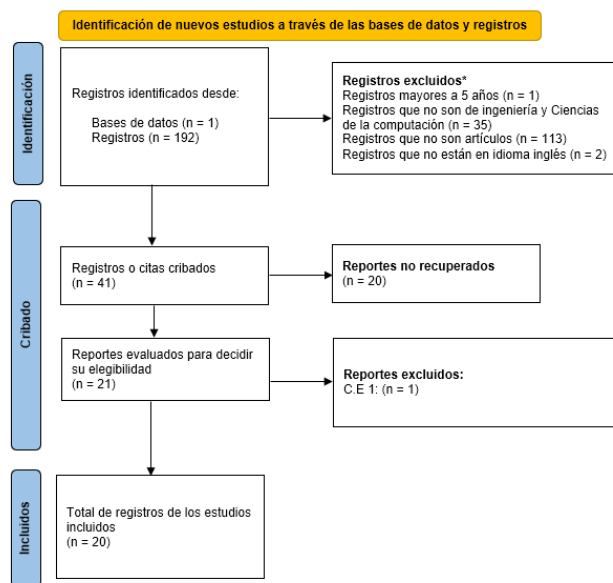 Identificación de nuevos estudios a través de las bases de datos y registros
Identificación
Registros identificados desde:
Bases de datos (n = 1)
Registros (n = 192)
Registros excluidos*
Registros mayores a 5 años (n = 1)
Registros que no son de ingeniería y Ciencias
de la computación (n = 35)
Registros que no son artículos (n = 113)
Registros que no están en idioma inglés (n = 2)
Cribado
Registros o citas cribados
(n = 41)
Reportes no recuperados
(n = 20)
Reportes evaluados para decidir
su elegibilidad
(n = 21)
Reportes excluidos:
C.E 1: (n = 1)
Incluidos
Total de registros de los estudios
incluidos
(n = 20)